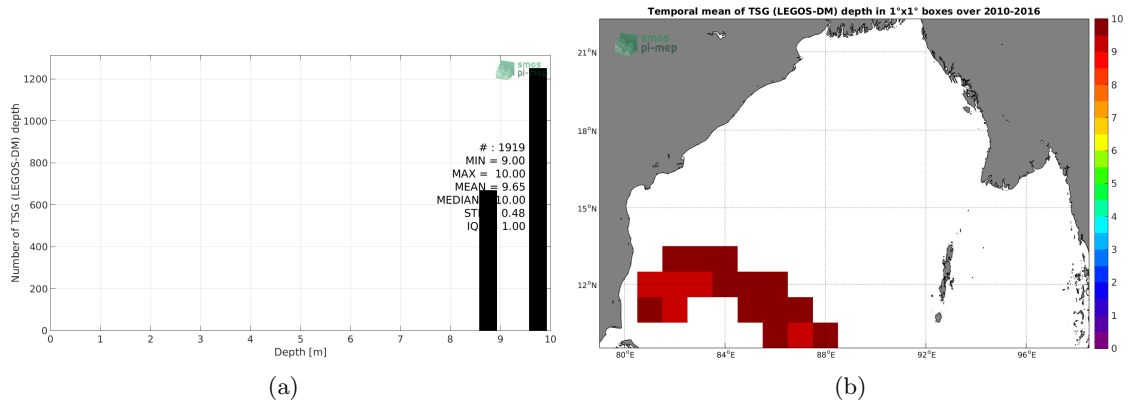 smos
pi-mep
# : 1919
MIN = 9.00
MAX = 10.00
MEAN = 9.65
MEDIAN 10.00
ST 0.48
IQ 1.00
1200
1000
800
600
400
200
0
Number of TSG (LEGOS-DM) depth
0 1 2 3 4 5 6 7 8 9 10
Depth [m]
(a)
Temporal mean of TSG (LEGOS-DM) depth in 1°x1° boxes over 2010-2016
smos
pi-mep
21°N
18°N
15°N
12°N
80°E 84°E 88°E 92°E 96°E
10
9
8
7
6
5
4
3
2
1
0
(b)